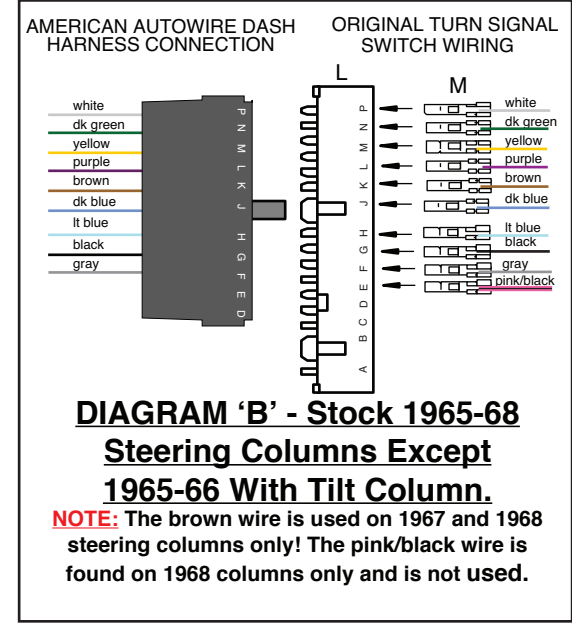 AMERICAN AUTOWIRE DASH
HARNESS CONNECTION
ORIGINAL TURN SIGNAL
SWITCH WIRING
L
M
white
dk green
yellow
purple
brown
dk blue
lt blue
black
gray
P
N
M
L
K
J
H
G
F
E
D
P
N
M
L
K
J
H
G
F
E
D
C
B
A
white
dk green
yellow
purple
brown
dk blue
lt blue
black
gray
pink/black
DIAGRAM ‘B’ - Stock 1965-68
Steering Columns Except
1965-66 With Tilt Column.
NOTE: The brown wire is used on 1967 and 1968
steering columns only! The pink/black wire is
found on 1968 columns only and is not used.